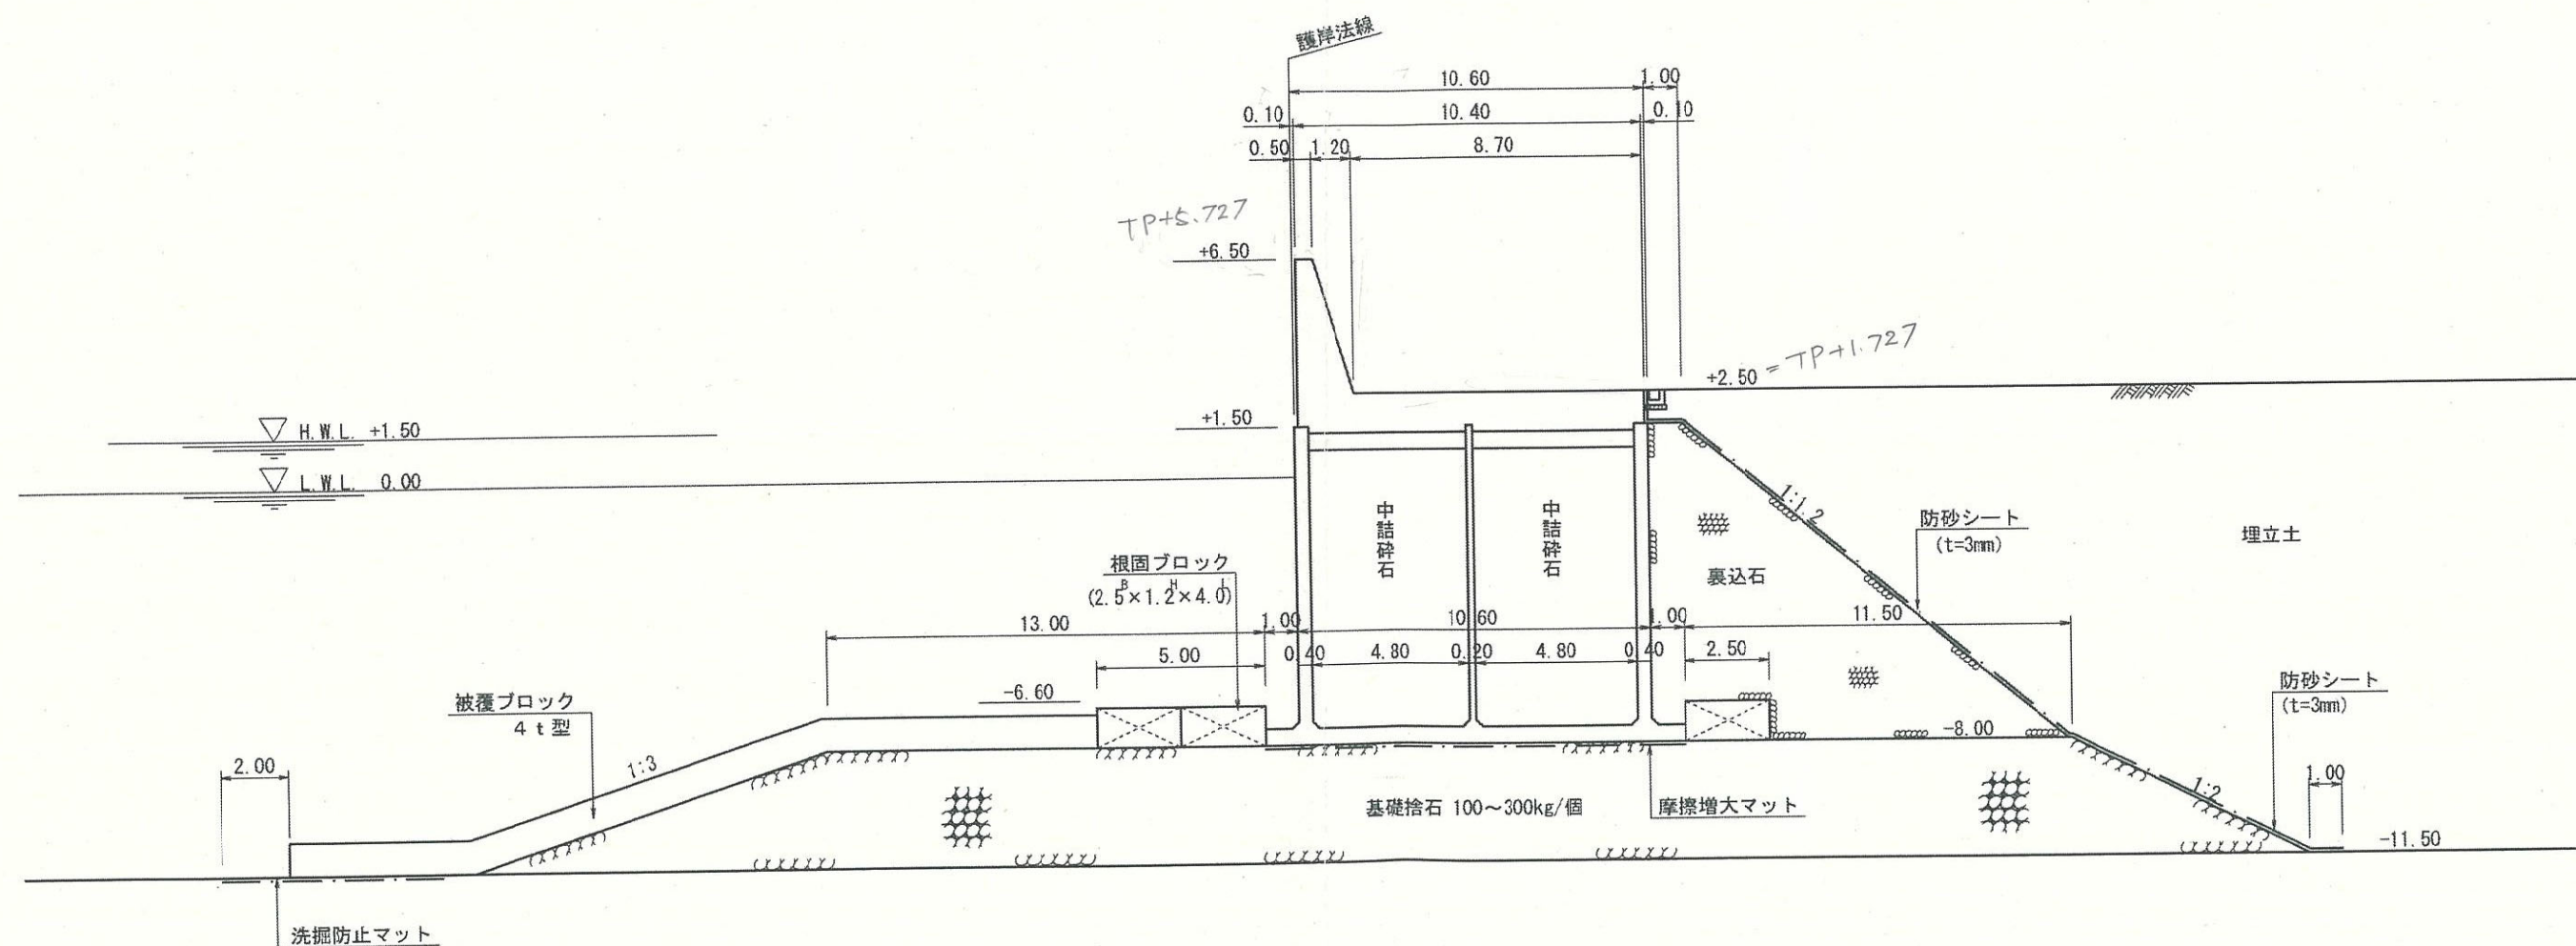 護岸法線
10.60
1.00
0.10
10.40
0.10
0.50
1.20
8.70
TP+5.727
+6.50
+2.50
= TP+1.727
+1.50
H.W.L. +1.50
L.W.L. 0.00
中詰砕石
中詰砕石
防砂シート
(t=3mm)
埋立土
1:1.2
根固ブロック
B H L
(2.5×1.2×4.0)
裏込石
13.00
1.00
10.60
1.00
11.50
5.00
0.40
4.80
0.20
4.80
0.40
2.50
-6.60
被覆ブロック
4t型
防砂シート
(t=3mm)
-8.00
2.00
1:3
1:2
1.00
基礎捨石 100~300kg/個
摩擦増大マット
-11.50
洗掘防止マット